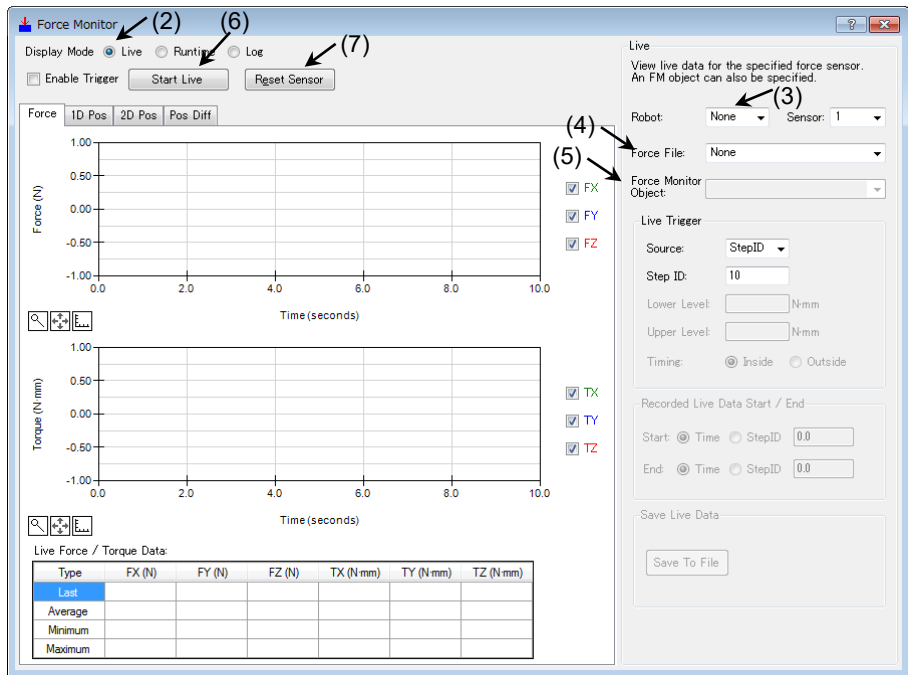 Force Monitor
(2)
(6)
(7)
Display Mode Live Runtime Log
Enable Trigger Start Live Reset Sensor
Force 1D Pos 2D Pos Pos Diff
1.00
0.50
0.00
-0.50
-1.00
Force (N)
0.0 2.0 4.0 6.0 8.0 10.0
Time (seconds)
FX
FY
FZ
1.00
0.50
0.00
-0.50
-1.00
Torque (N·mm)
0.0 2.0 4.0 6.0 8.0 10.0
Time (seconds)
TX
TY
TZ
Live Force / Torque Data:
Type FX (N) FY (N) FZ (N) TX (N·mm) TY (N·mm) TZ (N·mm)
Last
Average
Minimum
Maximum
Live
View live data for the specified force sensor.
An FM object can also be specified.
(3)
Robot: None Sensor: 1
(4)
Force File: None
(5)
Force Monitor
Object:
Live Trigger
Source: StepID
Step ID: 10
Lower Level: N·mm
Upper Level: N·mm
Timing: Inside Outside
Recorded Live Data Start / End
Start: Time StepID 0.0
End: Time StepID 0.0
Save Live Data
Save To File